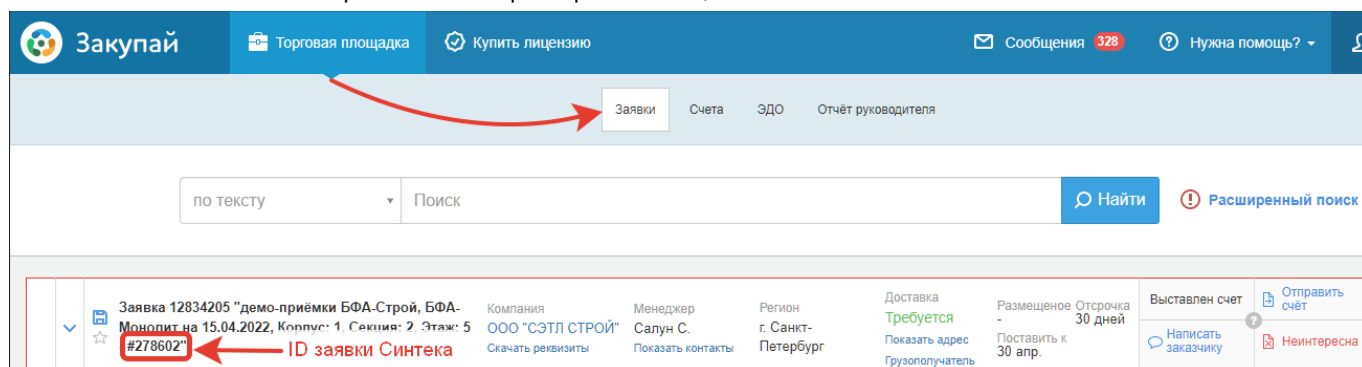 Закупай
Торговая площадка
Купить лицензию
Сообщения 328
Нужна помощь?
Заявки Счета ЭДО Отчёт руководителя
по тексту
Поиск
Найти
Расширенный поиск
Заявка 12834205 "демо-приёмки БФА-Строй, БФА-
Монолит на 15.04.2022, Корпус: 1, Секция: 2, Этаж: 5
#278602"
ID заявки Синтека
Компания
ООО "СЭТЛ СТРОЙ"
Скачать реквизиты
Менеджер
Салун С.
Показать контакты
Регион
г. Санкт-
Петербург
Доставка
Требуется
Показать адрес
Грузополучатель
Размещеное Отсрочка
- 30 дней
Поставить к
30 апр.
Выставлен счет
Отправить
счёт
Написать
заказчику
Неинтересна